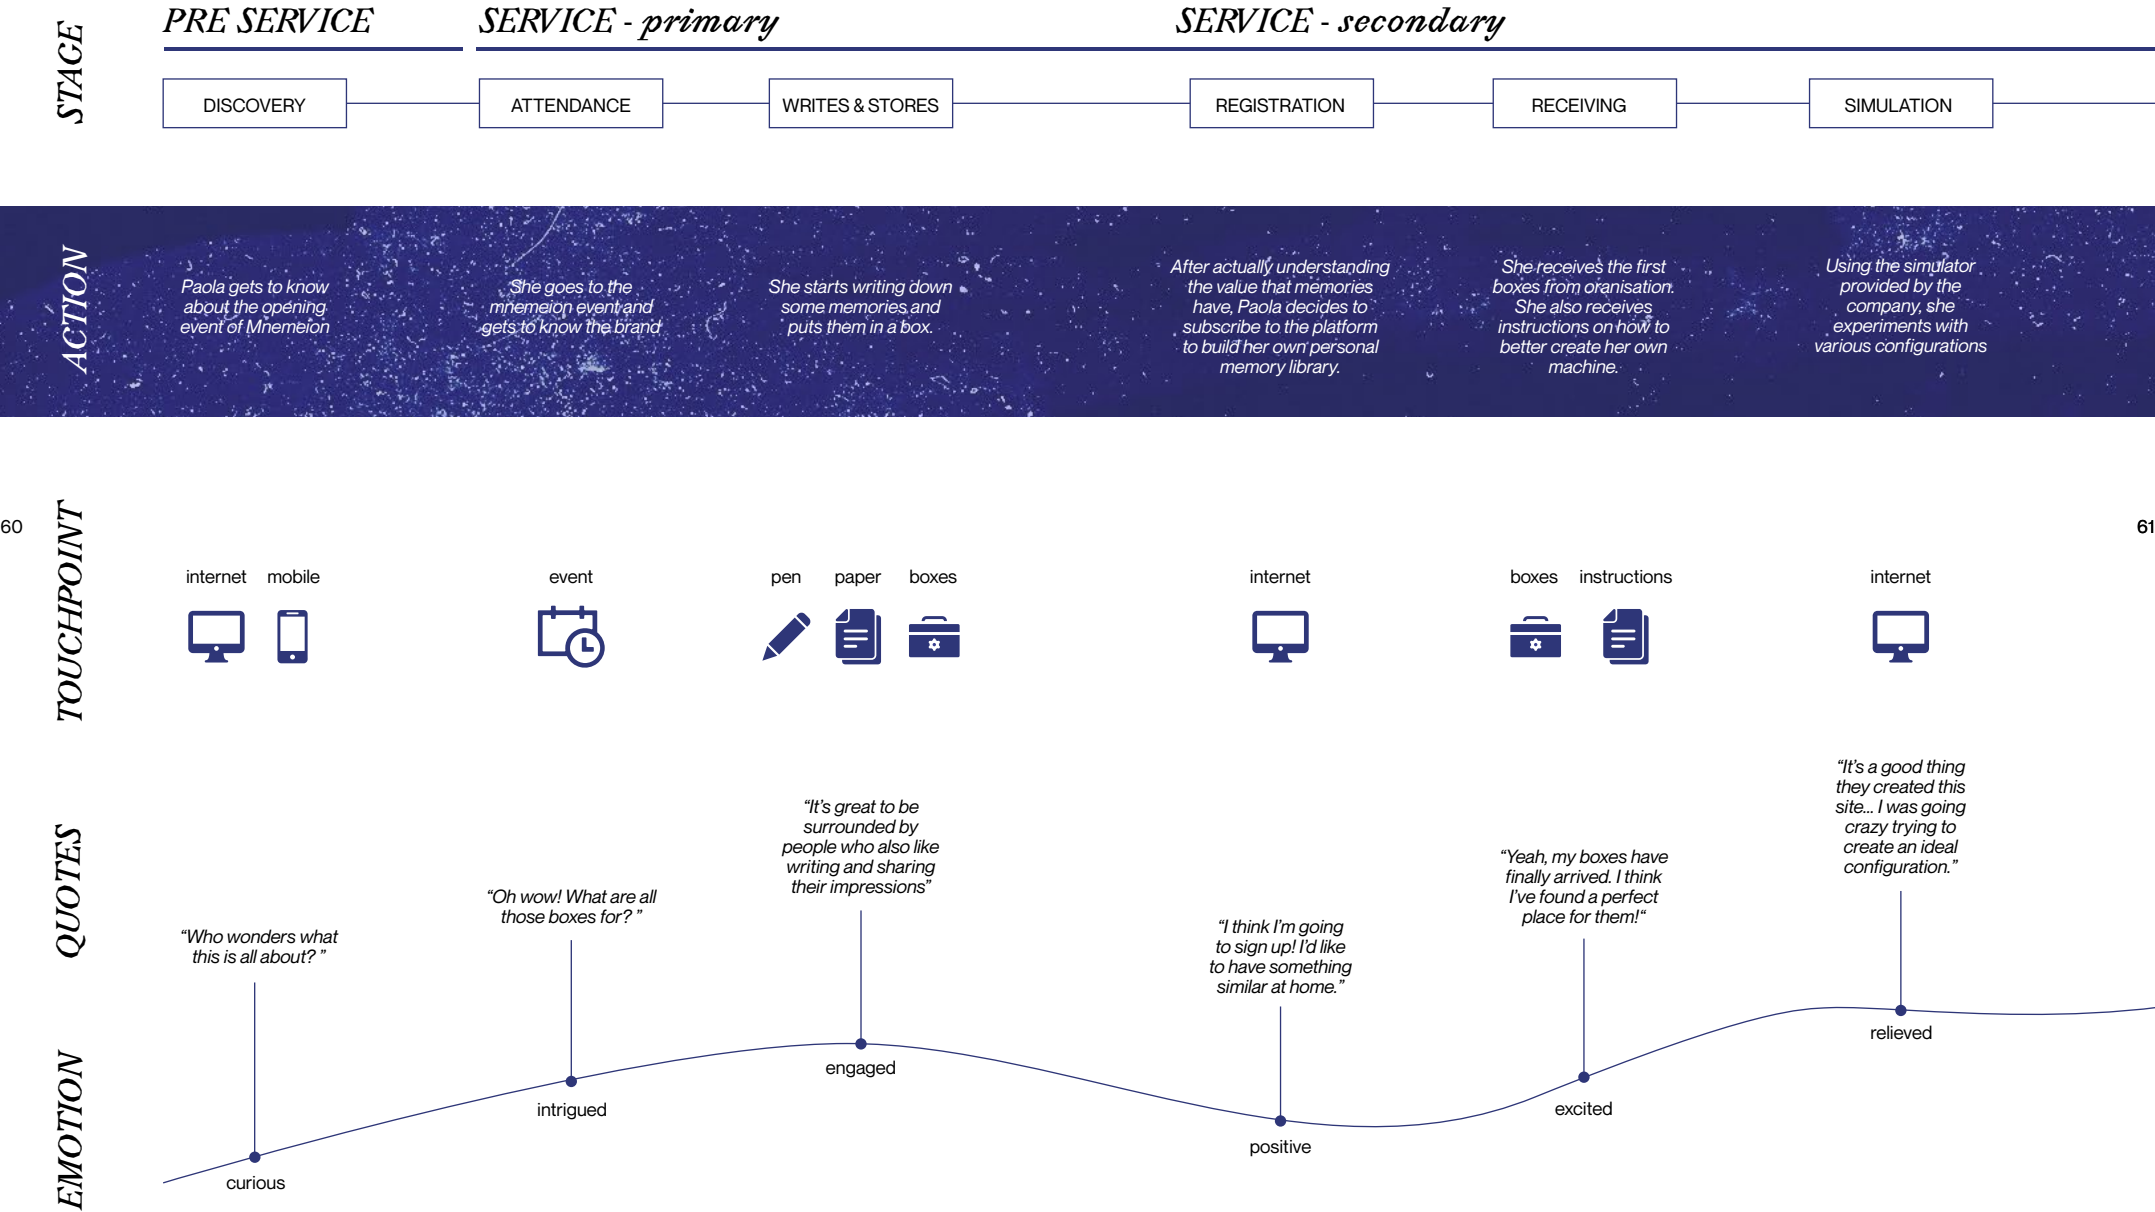 STAGE
PRE SERVICE
SERVICE - primary
SERVICE - secondary
DISCOVERY
ATTENDANCE
WRITES & STORES
REGISTRATION
RECEIVING
SIMULATION
ACTION
Paola gets to know
about the opening
event of Mnemeion
She goes to the
mnemeion event and
gets to know the brand
She starts writing down
some memories and
puts them in a box.
After actually understanding
the value that memories
have, Paola decides to
subscribe to the platform
to build her own personal
memory library.
She receives the first
boxes from oranisation.
She also receives
instructions on how to
better create her own
machine.
Using the simulator
provided by the
company, she
experiments with
various configurations
60
61
TOUCHPOINT
internet mobile
event
pen paper boxes
internet
boxes instructions
internet
QUOTES
“Who wonders what
this is all about? ”
“Oh wow! What are all
those boxes for? ”
“It’s great to be
surrounded by
people who also like
writing and sharing
their impressions”
“I think I’m going
to sign up! I’d like
to have something
similar at home.”
“Yeah, my boxes have
finally arrived. I think
I’ve found a perfect
place for them!“
“It’s a good thing
they created this
site... I was going
crazy trying to
create an ideal
configuration.”
EMOTION
curious
intrigued
engaged
positive
excited
relieved